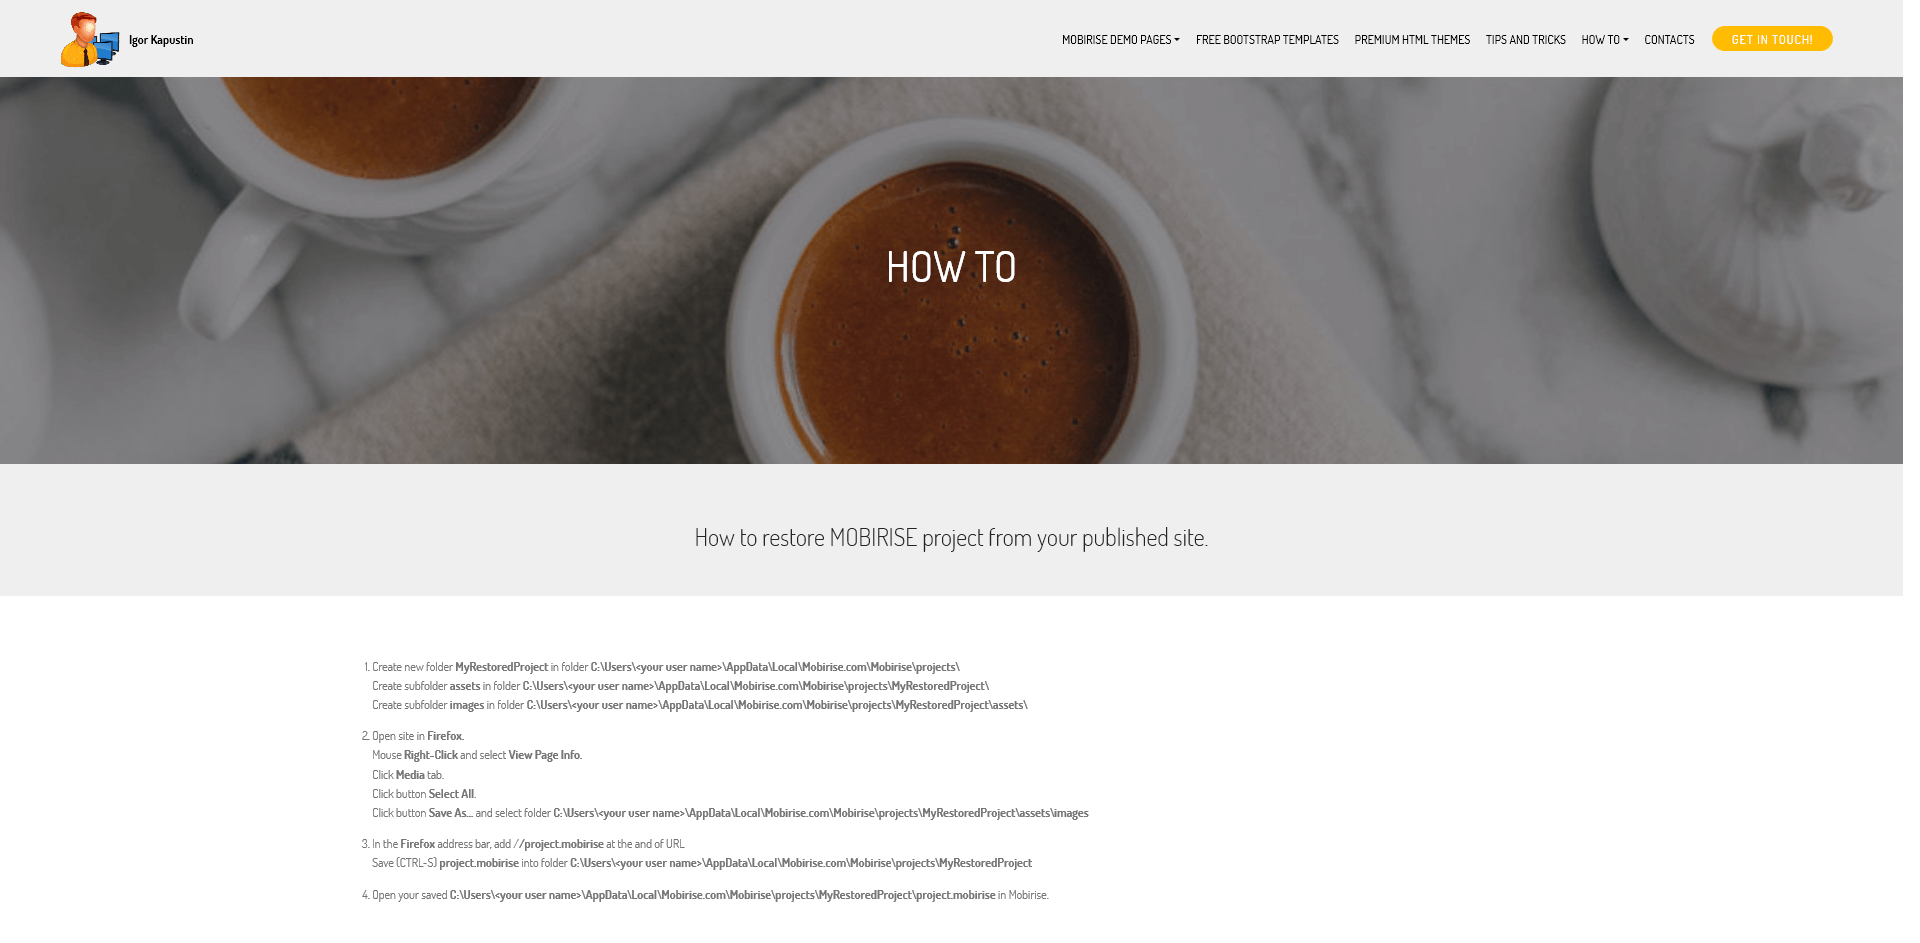 Igor Kapustin
MOBIRISE DEMO PAGES
FREE BOOTSTRAP TEMPLATES
PREMIUM HTML THEMES
TIPS AND TRICKS
HOW TO
CONTACTS
GET IN TOUCH!
HOW TO
How to restore MOBIRISE project from your published site.
1. Create new folder MyRestoredProject in folder C:\Users\<your user name>\AppData\Local\Mobirise.com\Mobirise\projects\
Create subfolder assets in folder C:\Users\<your user name>\AppData\Local\Mobirise.com\Mobirise\projects\MyRestoredProject\
Create subfolder images in folder C:\Users\<your user name>\AppData\Local\Mobirise.com\Mobirise\projects\MyRestoredProject\assets\
2. Open site in Firefox.
Mouse Right-Click and select View Page Info.
Click Media tab.
Click button Select All.
Click button Save As... and select folder C:\Users\<your user name>\AppData\Local\Mobirise.com\Mobirise\projects\MyRestoredProject\assets\images
3. In the Firefox address bar, add //project.mobirise at the and of URL
Save (CTRL-S) project.mobirise into folder C:\Users\<your user name>\AppData\Local\Mobirise.com\Mobirise\projects\MyRestoredProject
4. Open your saved C:\Users\<your user name>\AppData\Local\Mobirise.com\Mobirise\projects\MyRestoredProject\project.mobirise in Mobirise.